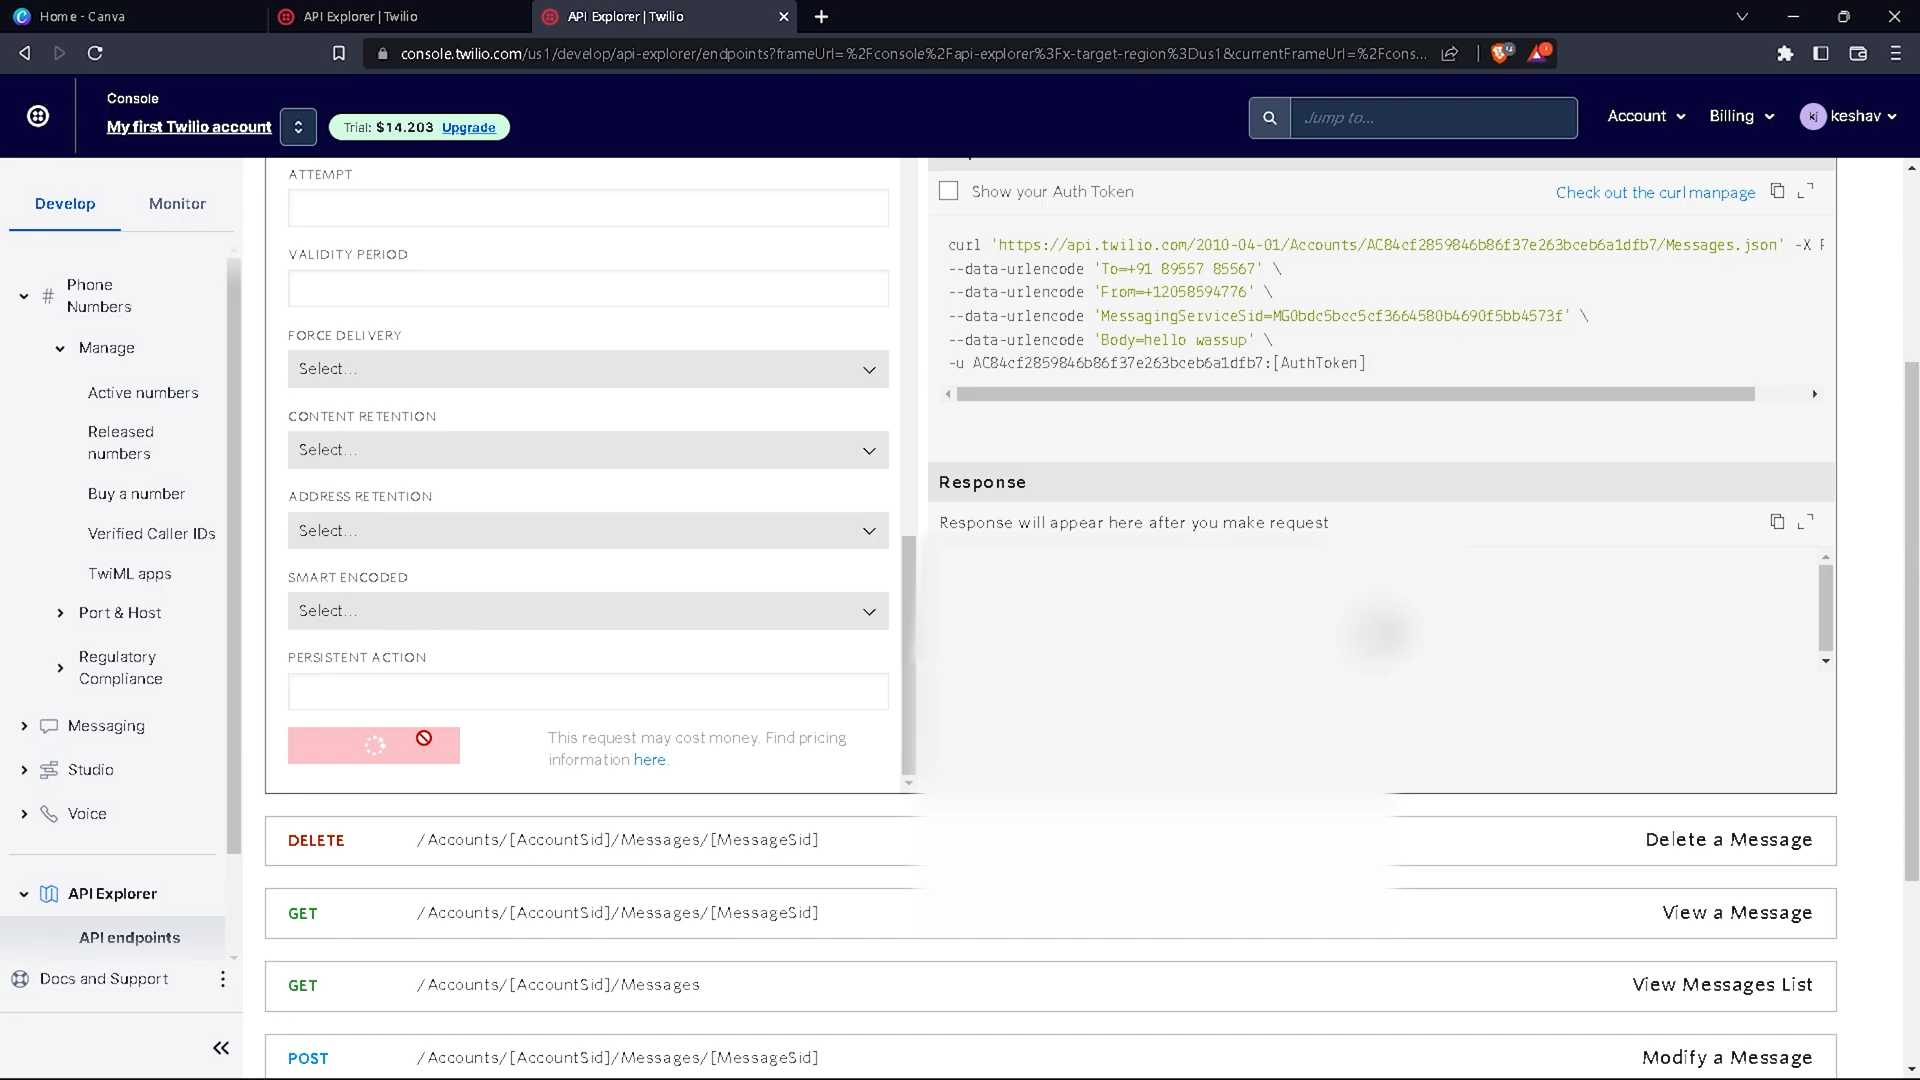 Home - Canva
API Explorer | Twilio
API Explorer | Twilio
console.twilio.com/us1/develop/api-explorer/endpoints?frameUrl=%2Fconsole%2Fapi-explorer%3Fx-target-region%3Dus1&currentFrameUrl=%2Fcons...
Console
My first Twilio account
Trial: $14.203 Upgrade
Jump to...
Account
Billing
kj
keshav
Develop
Monitor
Phone
Numbers
Manage
Active numbers
Released
numbers
Buy a number
Verified Caller IDs
TwiML apps
Port & Host
Regulatory
Compliance
Messaging
Studio
Voice
API Explorer
API endpoints
Docs and Support
ATTEMPT
VALIDITY PERIOD
FORCE DELIVERY
Select...
CONTENT RETENTION
Select...
ADDRESS RETENTION
Select...
SMART ENCODED
Select...
PERSISTENT ACTION
This request may cost money. Find pricing
information here.
Show your Auth Token
Check out the curl manpage
curl 'https://api.twilio.com/2010-04-01/Accounts/AC84cf2859846b86f37e263bceb6a1dfb7/Messages.json' -X
--data-urlencode 'To=+91 89557 85567' \
--data-urlencode 'From=+12058594776' \
--data-urlencode 'MessagingServiceSid=MG0bdc5bcc5cf3664580b4690f5bb4573f' \
--data-urlencode 'Body=hello wassup' \
-u AC84cf2859846b86f37e263bceb6a1dfb7:[AuthToken]
Response
Response will appear here after you make request
DELETE /Accounts/[AccountSid]/Messages/[MessageSid] Delete a Message
GET /Accounts/[AccountSid]/Messages/[MessageSid] View a Message
GET /Accounts/[AccountSid]/Messages View Messages List
POST /Accounts/[AccountSid]/Messages/[MessageSid] Modify a Message